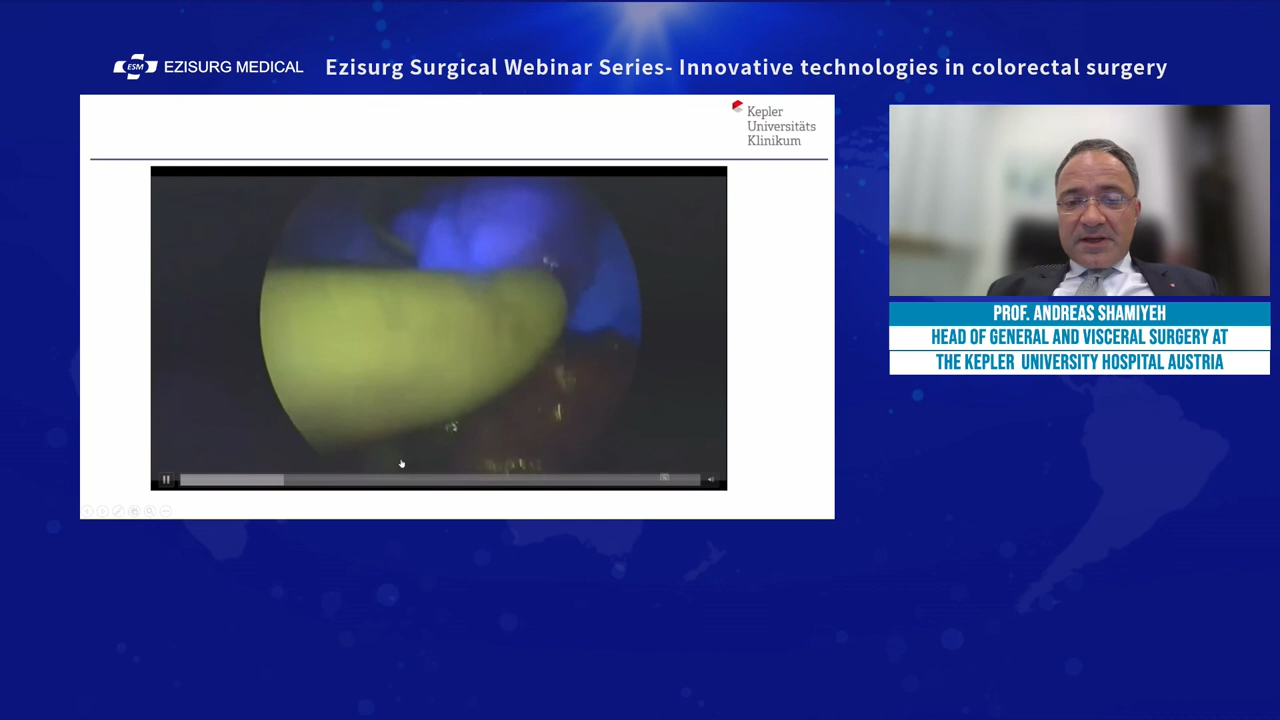 ESM EZISURG MEDICAL
Ezisurg Surgical Webinar Series- Innovative technologies in colorectal surgery
Kepler
Universitäts
Klinikum
PROF. ANDREAS SHAMIYEH
HEAD OF GENERAL AND VISCERAL SURGERY AT
THE KEPLER UNIVERSITY HOSPITAL AUSTRIA